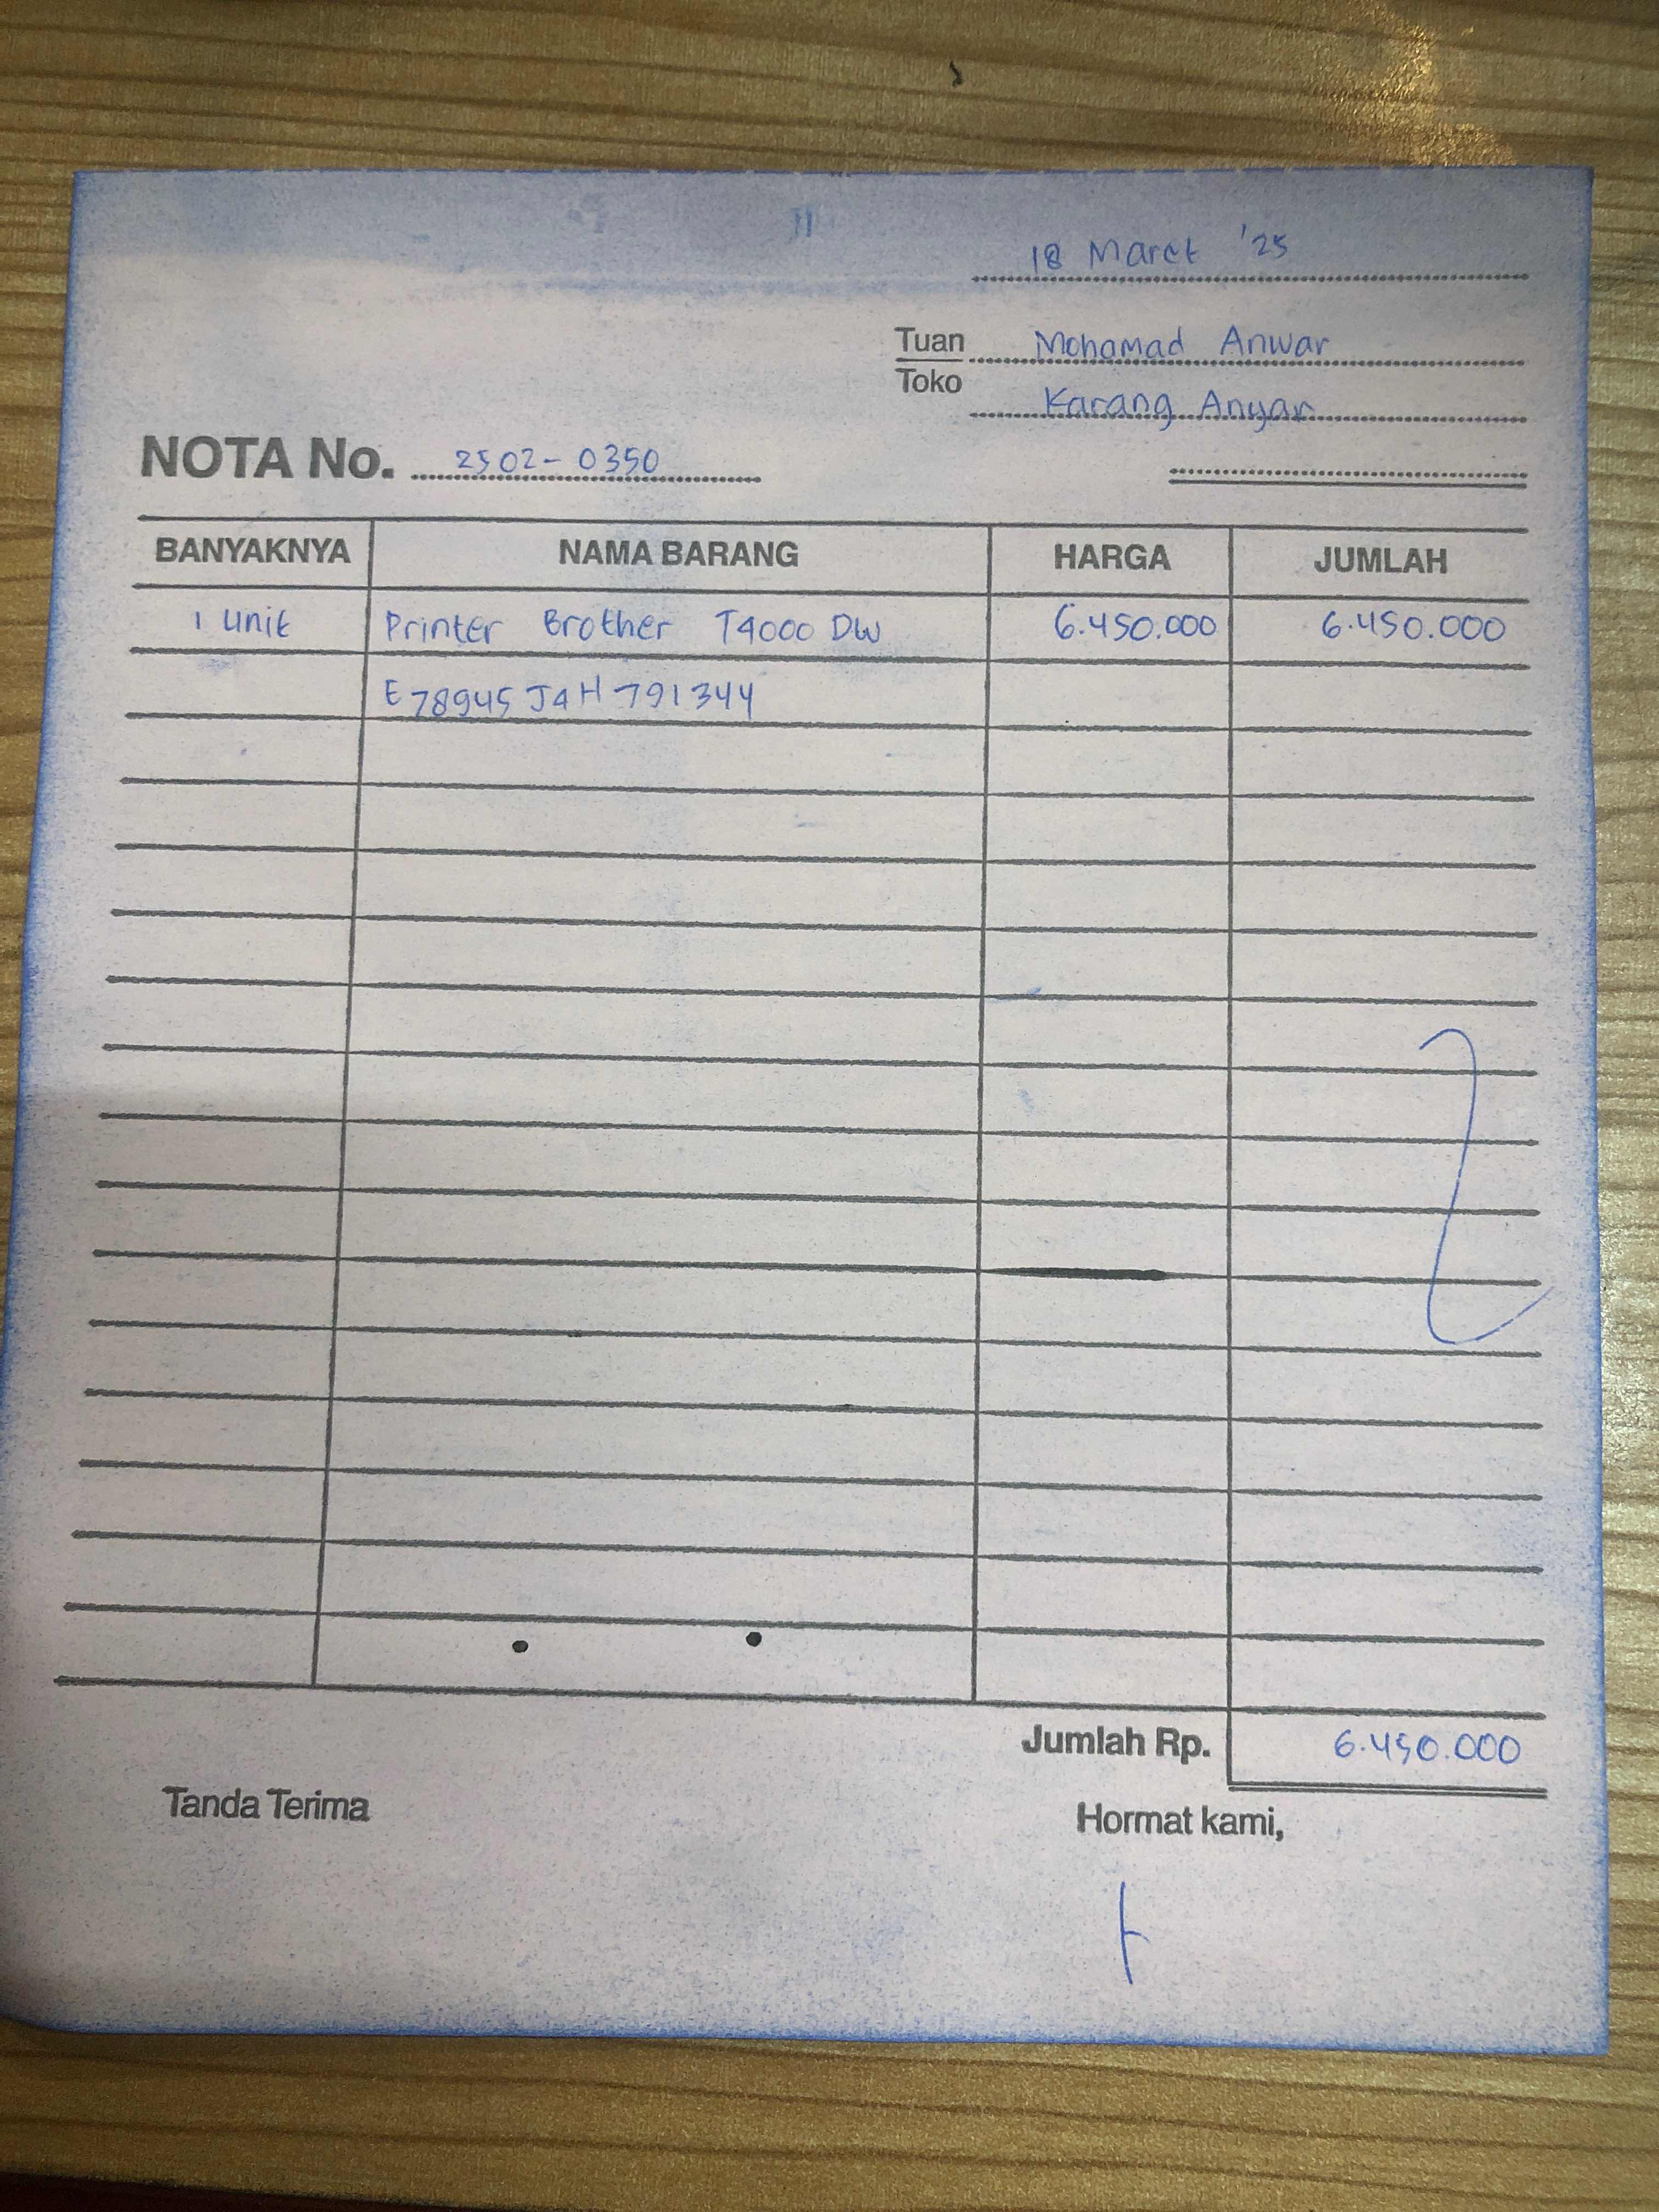 18 Maret '25
Tuan Mohamad Anwar
Toko Karang Anyar
NOTA No. 2502-0350
BANYAKNYA NAMA BARANG HARGA JUMLAH
1 Unit Printer Brother T4000 DW 6.450.000 6.450.000
E78945J4H791344
Jumlah Rp. 6.450.000
Tanda Terima Hormat kami,